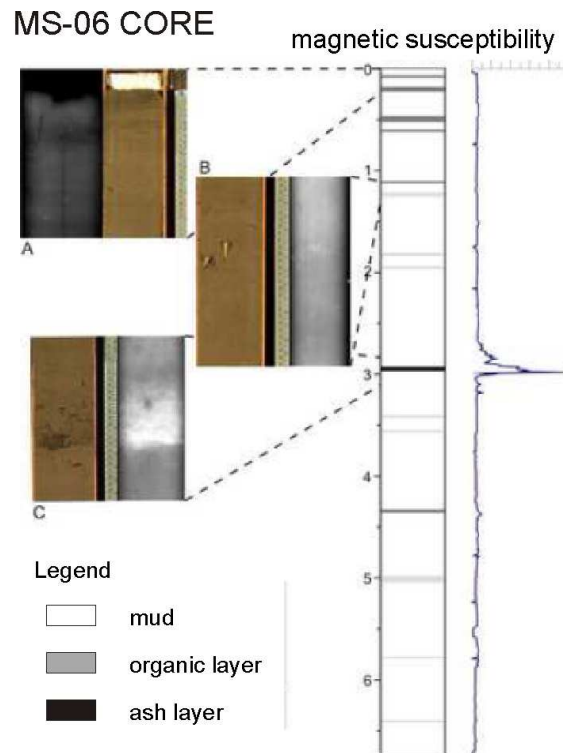 MS-06 CORE
magnetic susceptibility
A
B
C
0
1
2
3
4
5
6
Legend
mud
organic layer
ash layer